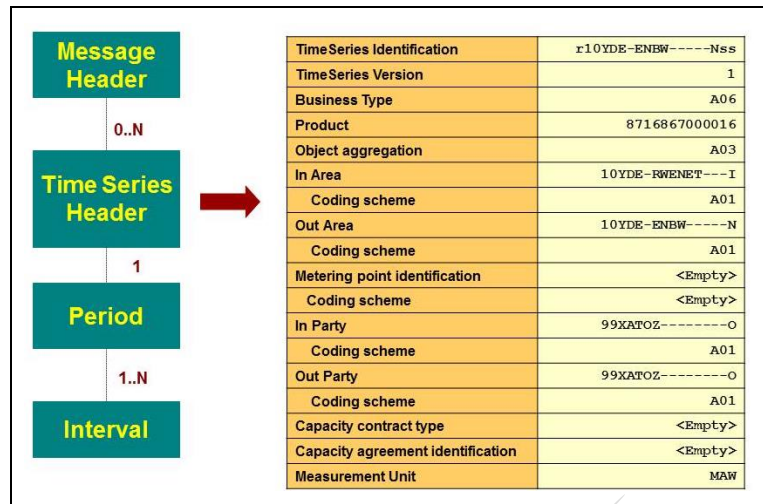 Message
Header
0..N
Time Series
Header
1
Period
1..N
Interval
TimeSeries Identification r10YDE-ENBW-----Nss
TimeSeries Version 1
Business Type A06
Product 8716867000016
Object aggregation A03
In Area 10YDE-RWENET---I
Coding scheme A01
Out Area 10YDE-ENBW-----N
Coding scheme A01
Metering point identification <Empty>
Coding scheme <Empty>
In Party 99XATOZ--------O
Coding scheme A01
Out Party 99XATOZ--------O
Coding scheme A01
Capacity contract type <Empty>
Capacity agreement identification <Empty>
Measurement Unit MAW